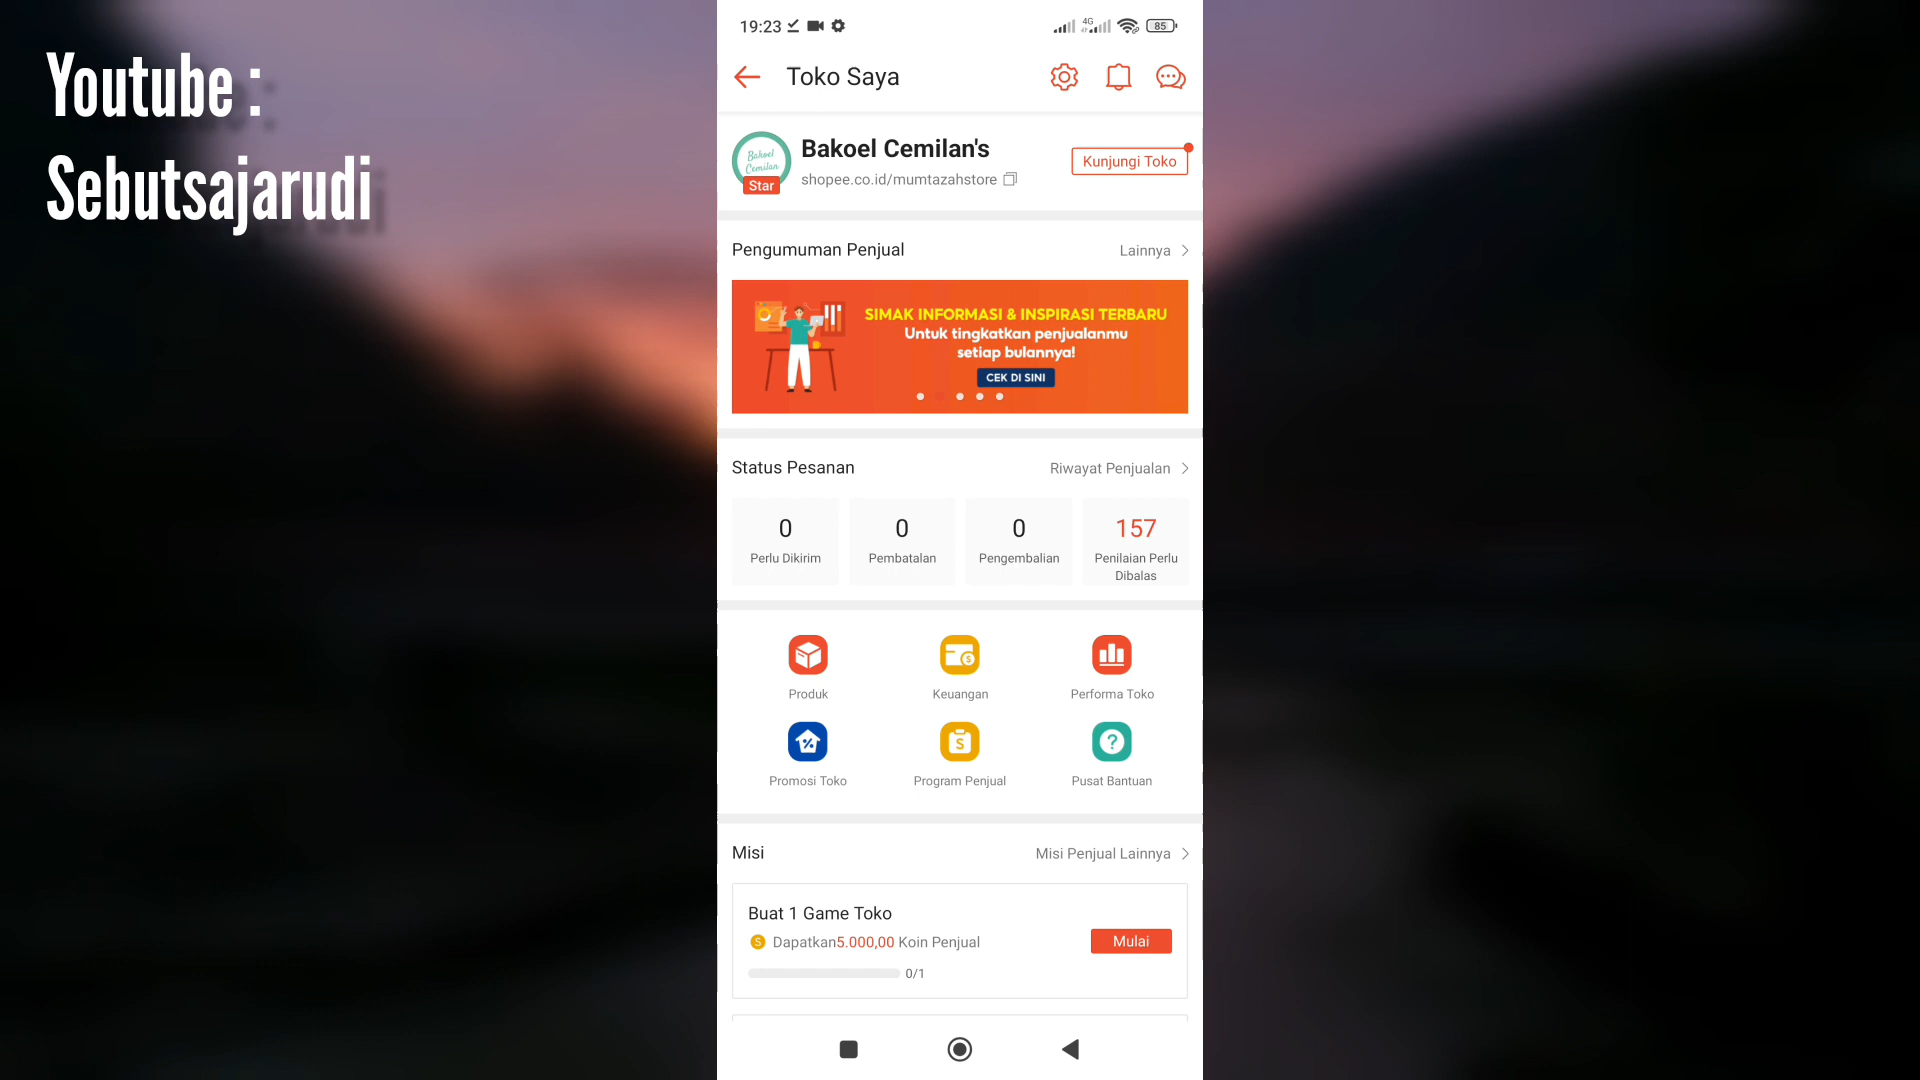 Youtube :
Sebutsajarudi
19:23
4G
85
Toko Saya
Bakoel
Cemilan
Star
Bakoel Cemilan's
shopee.co.id/mumtazahstore
Kunjungi Toko
Pengumuman Penjual
Lainnya
SIMAK INFORMASI & INSPIRASI TERBARU
Untuk tingkatkan penjualanmu
setiap bulannya!
CEK DI SINI
Status Pesanan
Riwayat Penjualan
0
Perlu Dikirim
0
Pembatalan
0
Pengembalian
157
Penilaian Perlu
Dibalas
Produk
Keuangan
Performa Toko
Promosi Toko
Program Penjual
Pusat Bantuan
Misi
Misi Penjual Lainnya
Buat 1 Game Toko
Dapatkan5.000,00 Koin Penjual
Mulai
0/1